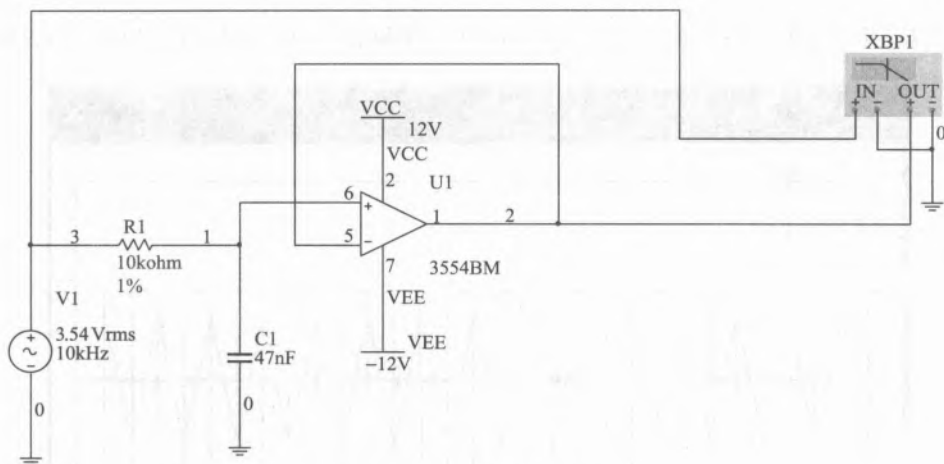 XBP1
IN OUT
+ − + −
0
VCC
12V
VCC
2
U1
6
+
1
2
5
−
7
3554BM
VEE
VEE
−12V
3
R1
1
10kohm
1%
V1
+
3.54 Vrms
10kHz
−
C1
47nF
0
0